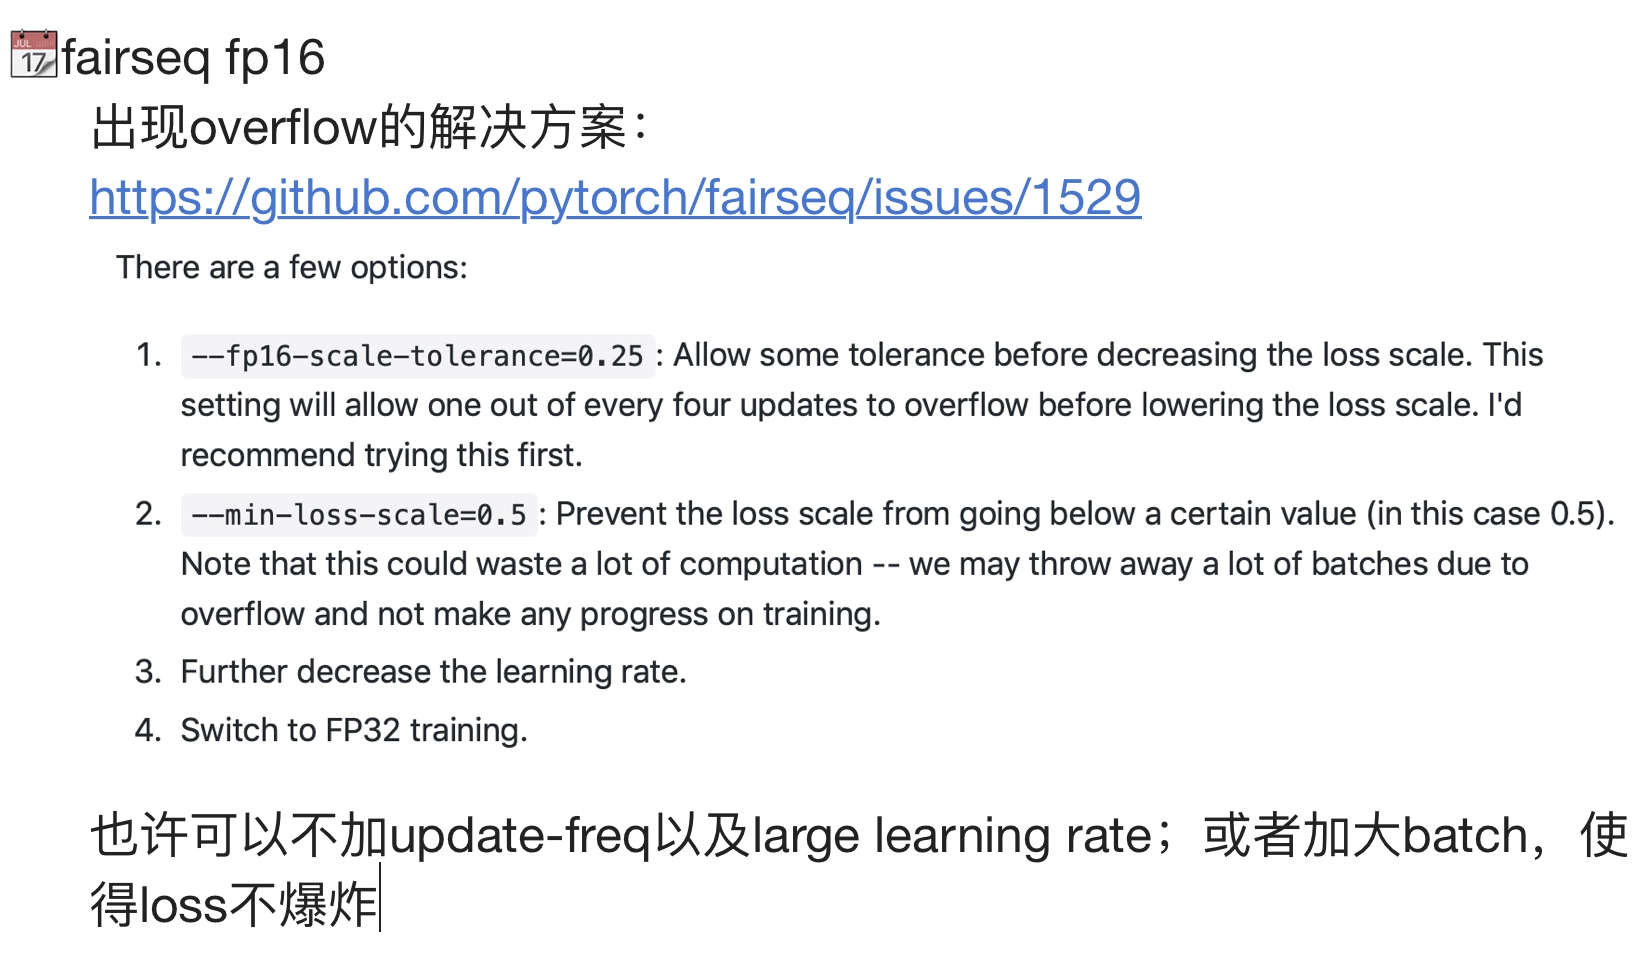 JUL
17
fairseq fp16
出现overflow的解决方案：
https://github.com/pytorch/fairseq/issues/1529
There are a few options:
1. --fp16-scale-tolerance=0.25 : Allow some tolerance before decreasing the loss scale. This
setting will allow one out of every four updates to overflow before lowering the loss scale. I'd
recommend trying this first.
2. --min-loss-scale=0.5 : Prevent the loss scale from going below a certain value (in this case 0.5).
Note that this could waste a lot of computation -- we may throw away a lot of batches due to
overflow and not make any progress on training.
3. Further decrease the learning rate.
4. Switch to FP32 training.
也许可以不加update-freq以及large learning rate；或者加大batch，使
得loss不爆炸